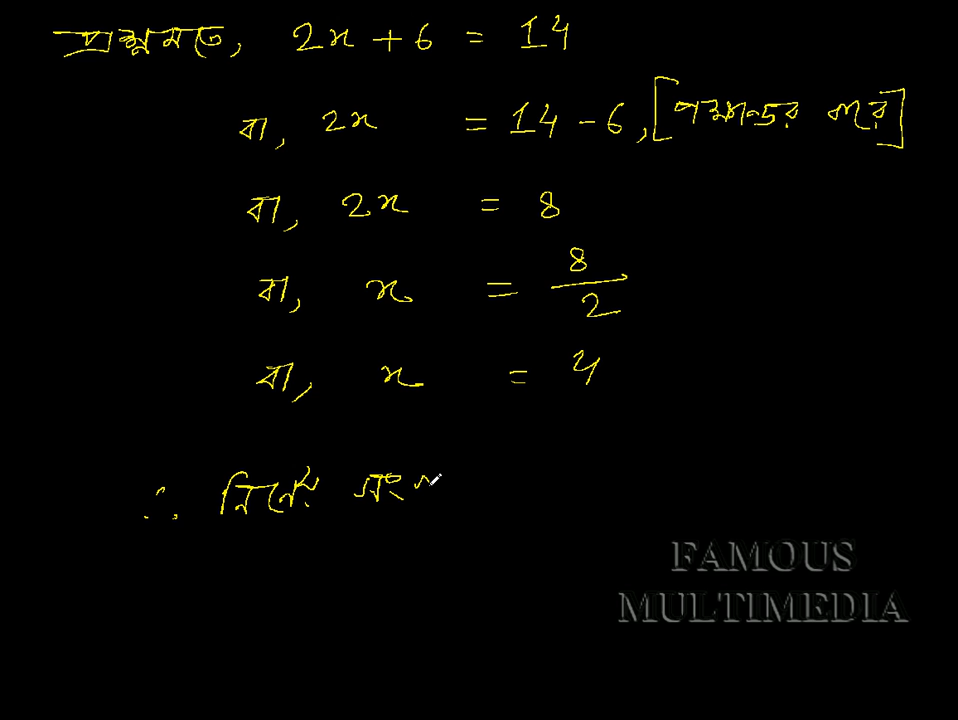 প্রশ্নমতে, 2x + 6 = 14
বা, 2x = 14 - 6, [পক্ষান্তর করে]
বা, 2x = 8
বা, x = 8/2
বা, x = 4
∴ নির্ণেয় সংখ
FAMOUS
MULTIMEDIA